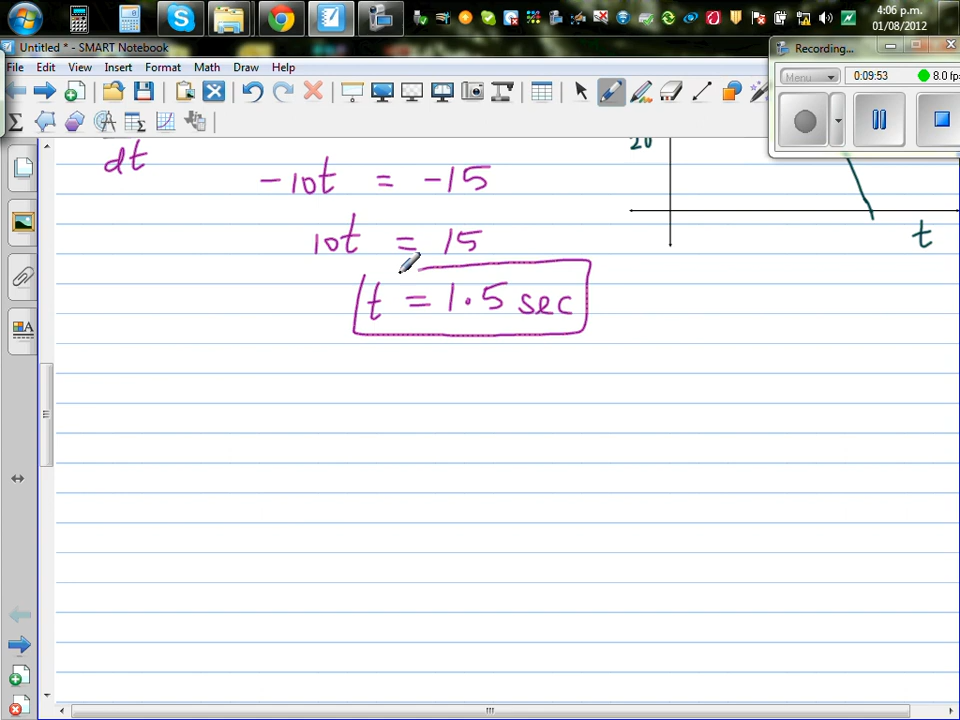 4:06 p.m.
01/08/2012
Untitled * - SMART Notebook
File Edit View Insert Format Math Draw Help
Recording...
Menu
0:09:53
8.0 fp
20
dt
-10t = -15
10t = 15
t = 1.5 sec
t